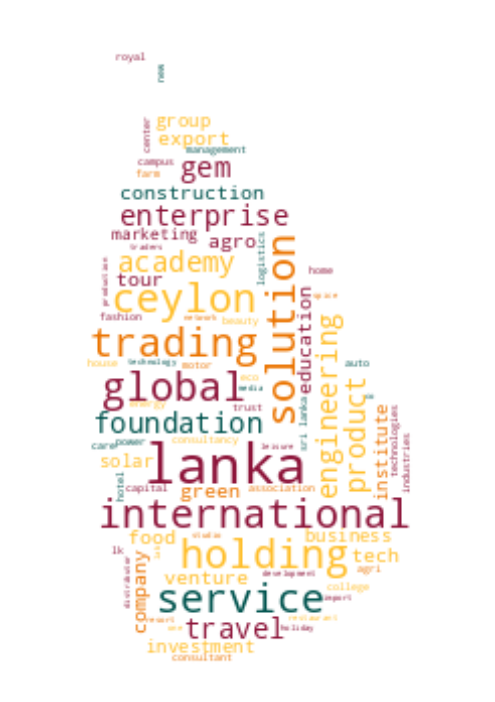 royal
new
center
group
export
management
campus
farm
gem
construction
enterprise
marketing
agro
traders
logistics
academy
solution
production
tour
home
ceylon
education
space
fashion
network
beauty
engineering
trading
house
technology
motor
auto
global
eco
media
product
energy
trust
sri lanka
institute
technologies
foundation
care
power
consultancy
leisure
industries
lanka
solar
hotel
capital
green
association
international
food
studio
business
lk
holding
tech
distributor
company
venture
development
agri
college
service
import
resort
restaurant
travel
holiday
investment
consultant